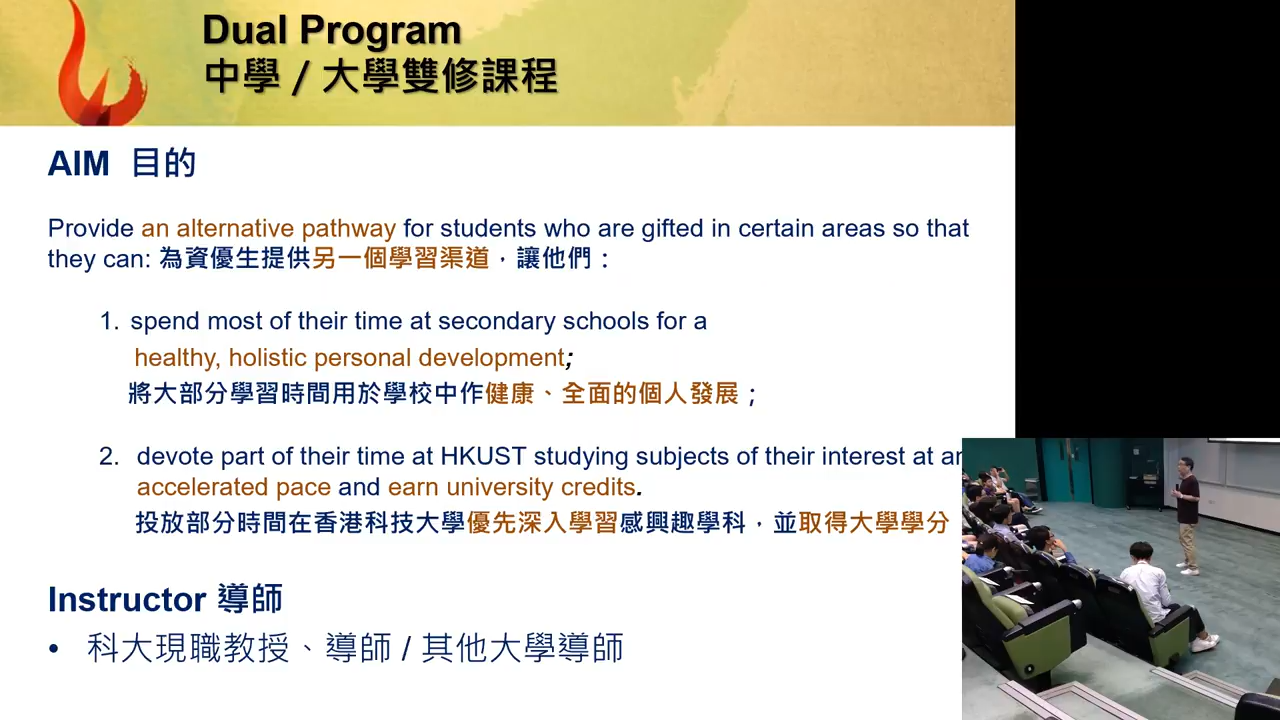 Dual Program
中學 / 大學雙修課程
AIM 目的
Provide an alternative pathway for students who are gifted in certain areas so that
they can: 為資優生提供另一個學習渠道，讓他們：
1. spend most of their time at secondary schools for a
healthy, holistic personal development;
將大部分學習時間用於學校中作健康、全面的個人發展；
2. devote part of their time at HKUST studying subjects of their interest at an
accelerated pace and earn university credits.
投放部分時間在香港科技大學優先深入學習感興趣學科，並取得大學學分
Instructor 導師
• 科大現職教授、導師 / 其他大學導師